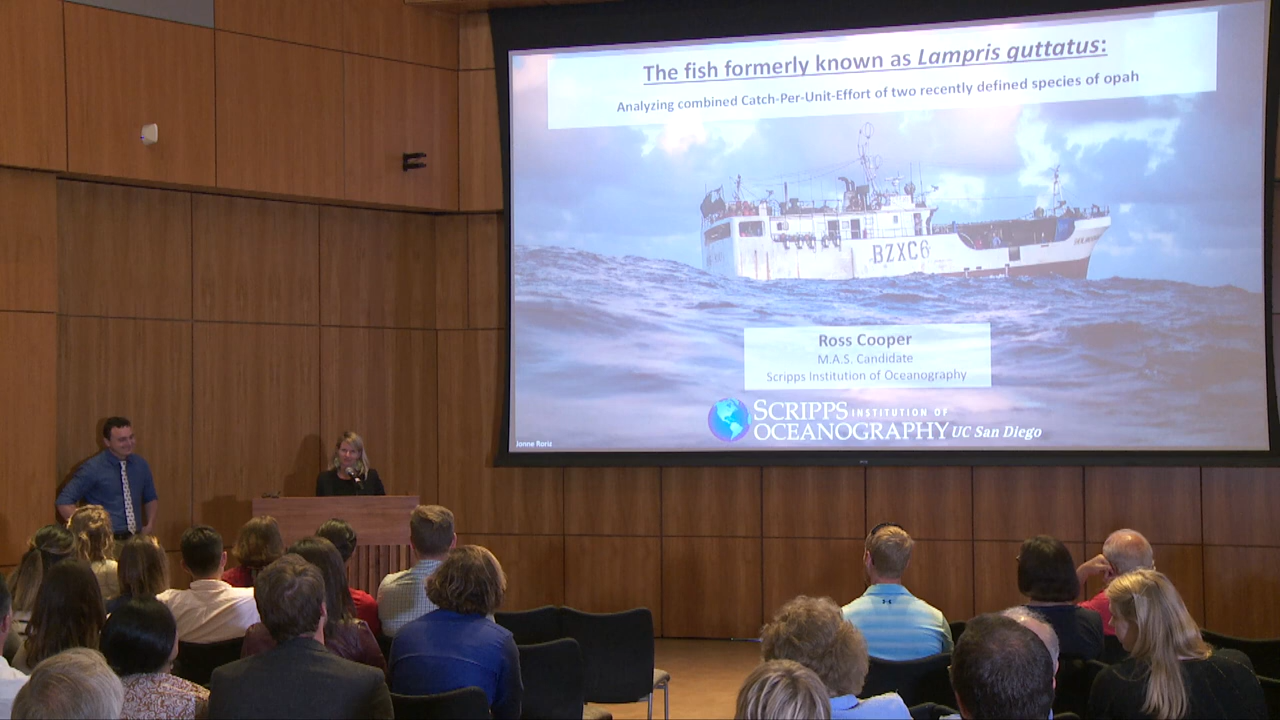 The fish formerly known as Lampris guttatus:
Analyzing combined Catch-Per-Unit-Effort of two recently defined species of opah
BZXC6
Ross Cooper
M.A.S. Candidate
Scripps Institution of Oceanography
SCRIPPS INSTITUTION OF
OCEANOGRAPHY UC San Diego
Jonne Roriz